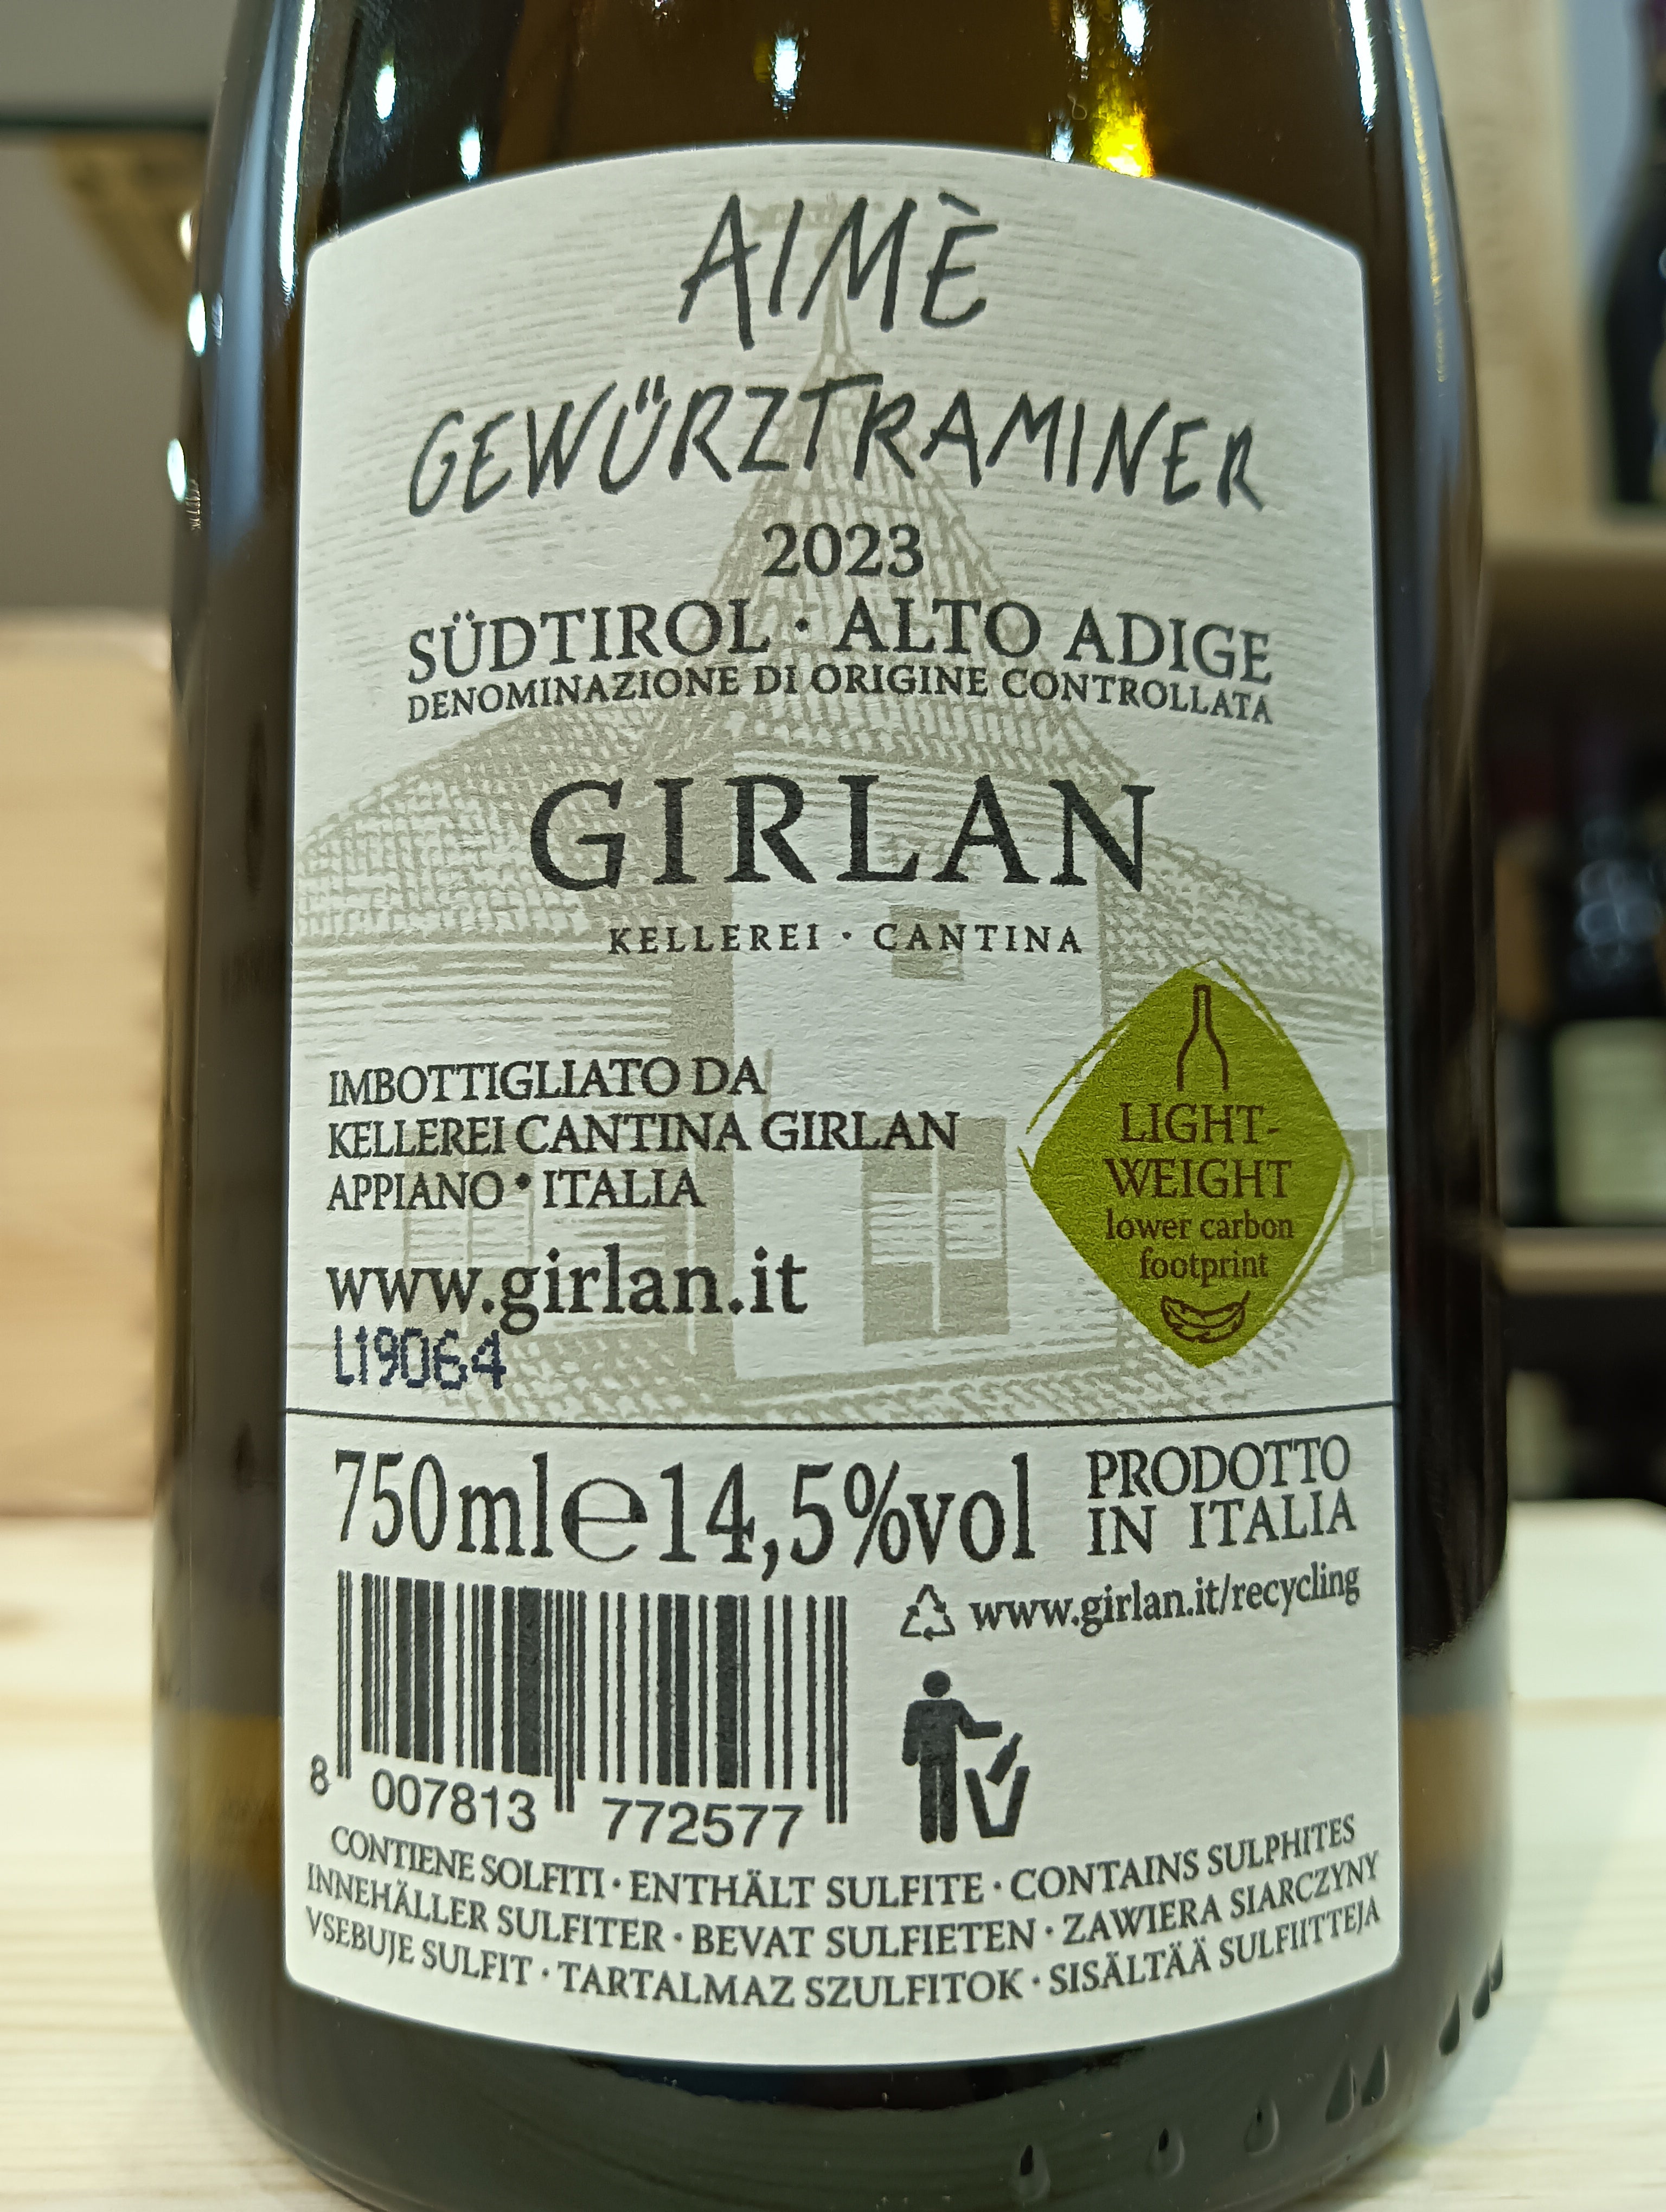 AIMÈ
GEWÜRZTRAMINER
2023
SÜDTIROL · ALTO ADIGE
DENOMINAZIONE DI ORIGINE CONTROLLATA
GIRLAN
KELLEREI · CANTINA
IMBOTTIGLIATO DA
KELLEREI CANTINA GIRLAN
APPIANO • ITALIA
www.girlan.it
L19064
LIGHT-
WEIGHT
lower carbon
footprint
750ml℮14,5%vol
PRODOTTO
IN ITALIA
www.girlan.it/recycling
8 007813 772577
CONTIENE SOLFITI · ENTHÄLT SULFITE · CONTAINS SULPHITES
INNEHÄLLER SULFITER · BEVAT SULFIETEN · ZAWIERA SIARCZYNY
VSEBUJE SULFIT · TARTALMAZ SZULFITOK · SISÄLTÄÄ SULFIITTEJA